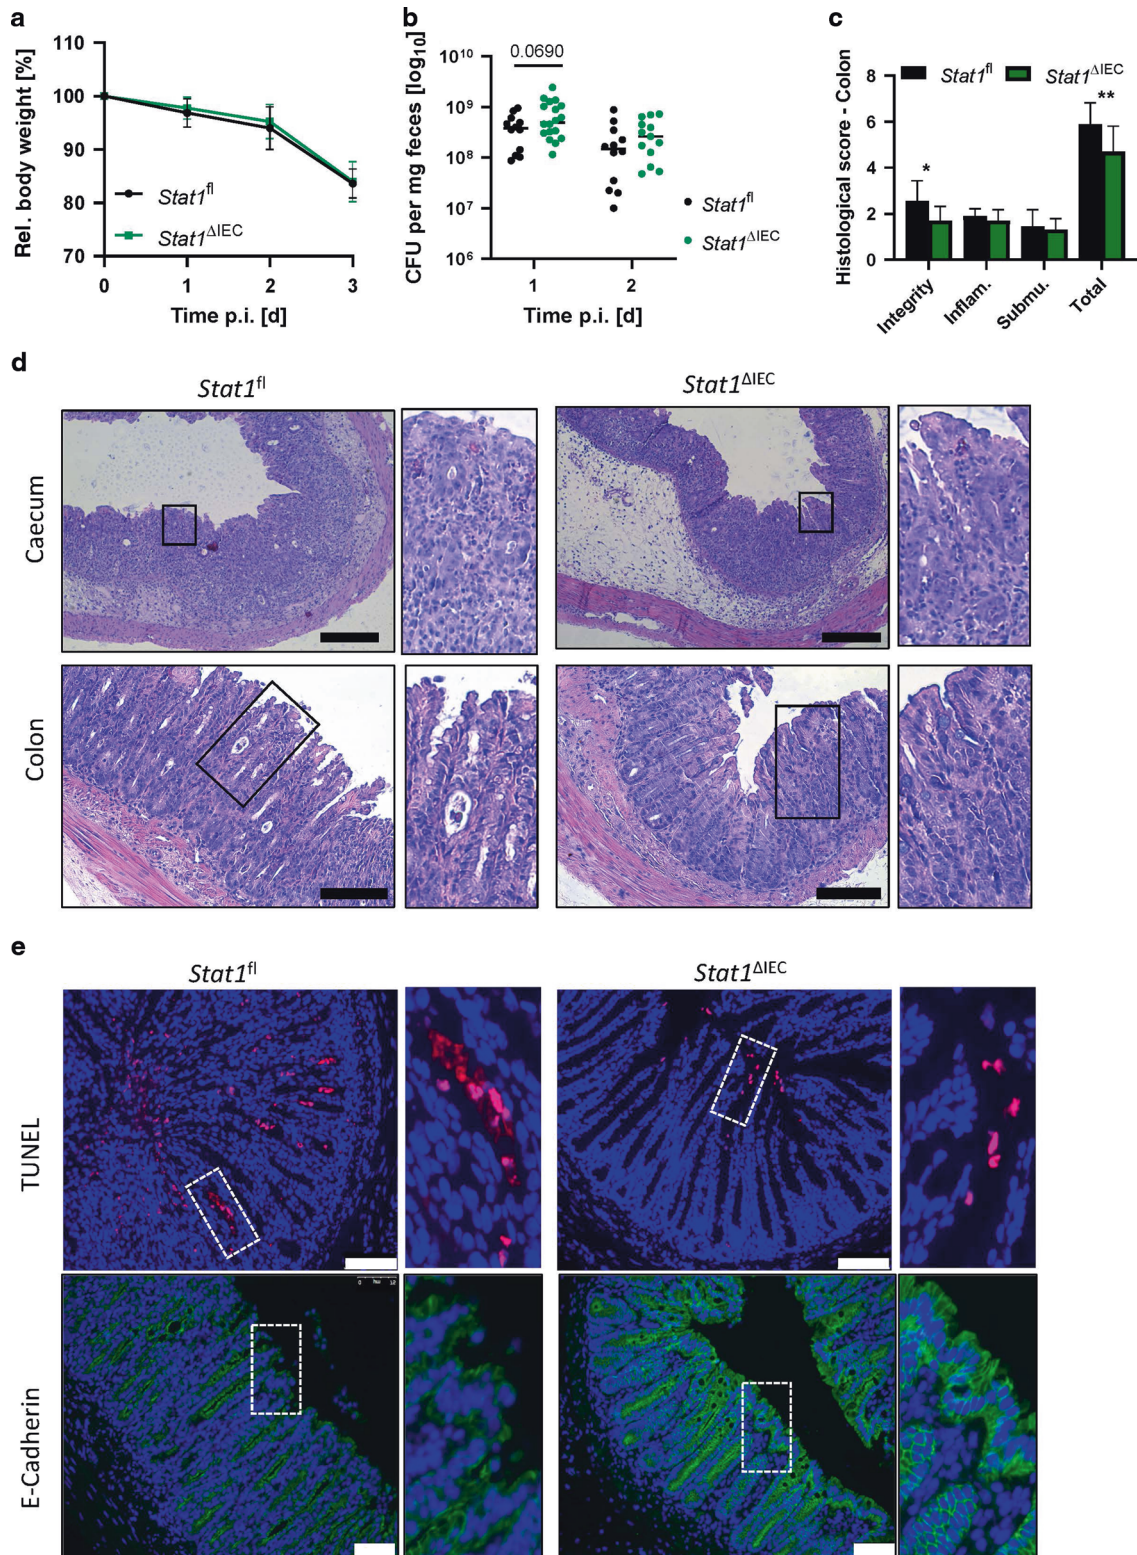 a
Rel. body weight [%]
110
100
90
80
70
Stat1fl
StatΔIEC
0
1
2
3
Time p.i. [d]
b
CFU per mg feces [log10]
10^10
10^9
10^8
10^7
10^6
0.0690
Stat1fl
Stat1ΔIEC
1
2
Time p.i. [d]
c
Histological score - Colon
8
6
4
2
0
Stat1fl
Stat1ΔIEC
*
**
Integrity
Inflam.
Submu.
Total
d
Stat1fl
Stat1ΔIEC
Caecum
Colon
e
Stat1fl
Stat1ΔIEC
TUNEL
E-Cadherin